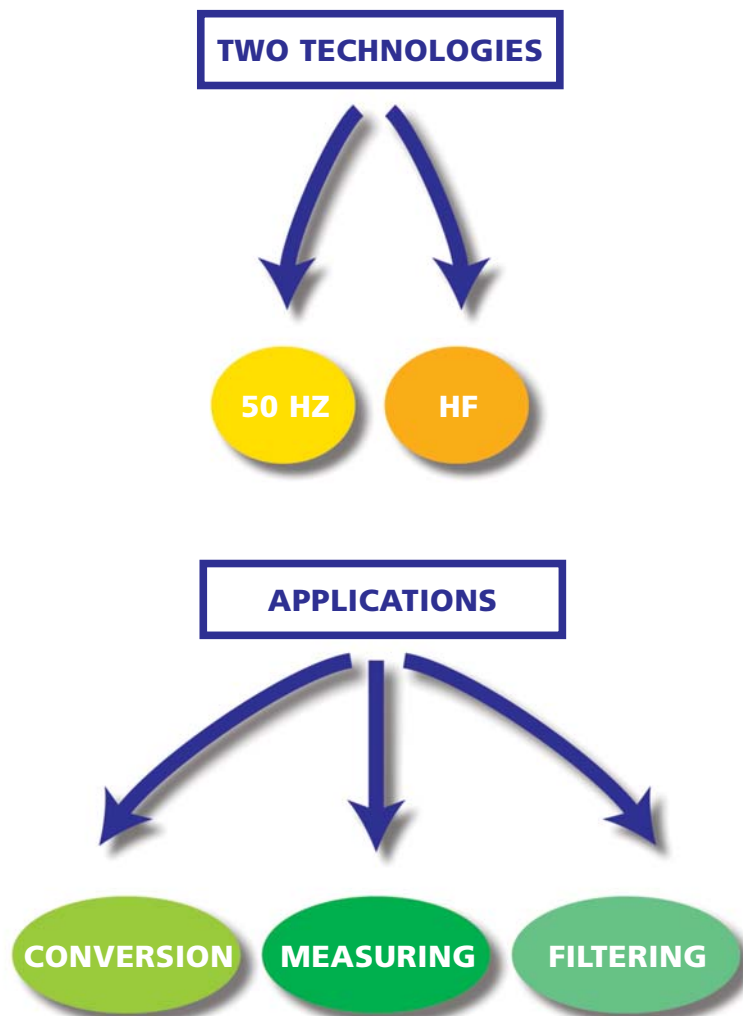 TWO TECHNOLOGIES
50 HZ
HF
APPLICATIONS
CONVERSION
MEASURING
FILTERING